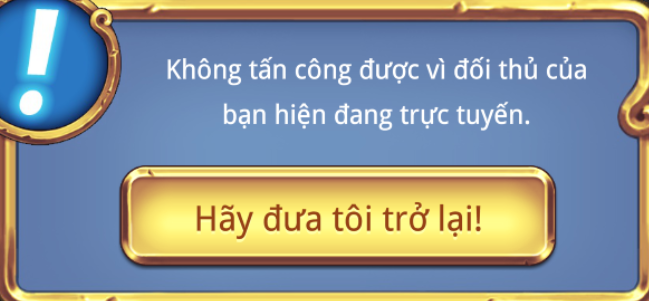 !
Không tấn công được vì đối thủ của
bạn hiện đang trực tuyến.
Hãy đưa tôi trở lại!